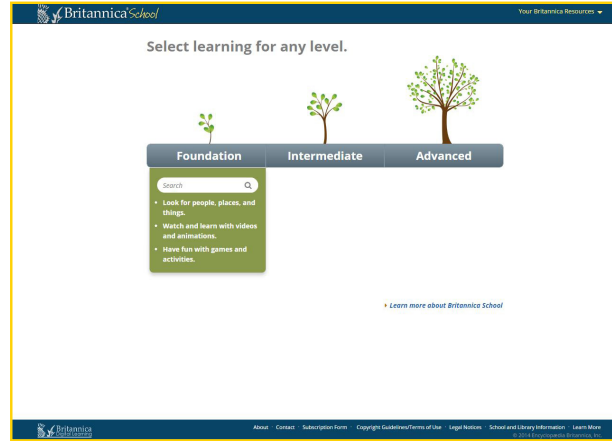 Britannica School
Your Britannica Resources
Select learning for any level.
Foundation
Intermediate
Advanced
Search
• Look for people, places, and
things.
• Watch and learn with videos
and animations.
• Have fun with games and
activities.
Learn more about Britannica School
Britannica
Digital Learning
About Contact Subscription Form Copyright Guidelines/Terms of Use Legal Notices School and Library Information Learn More
© 2014 Encyclopædia Britannica, Inc.